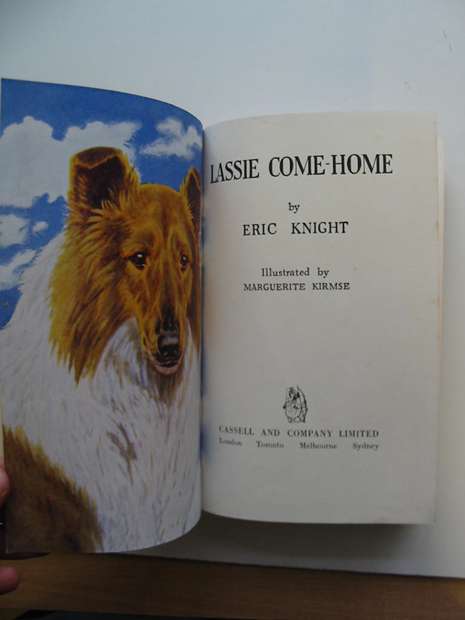 LASSIE COME-HOME
by
ERIC KNIGHT
Illustrated by
MARGUERITE KIRMSE
CASSELL AND COMPANY LIMITED
London Toronto Melbourne Sydney